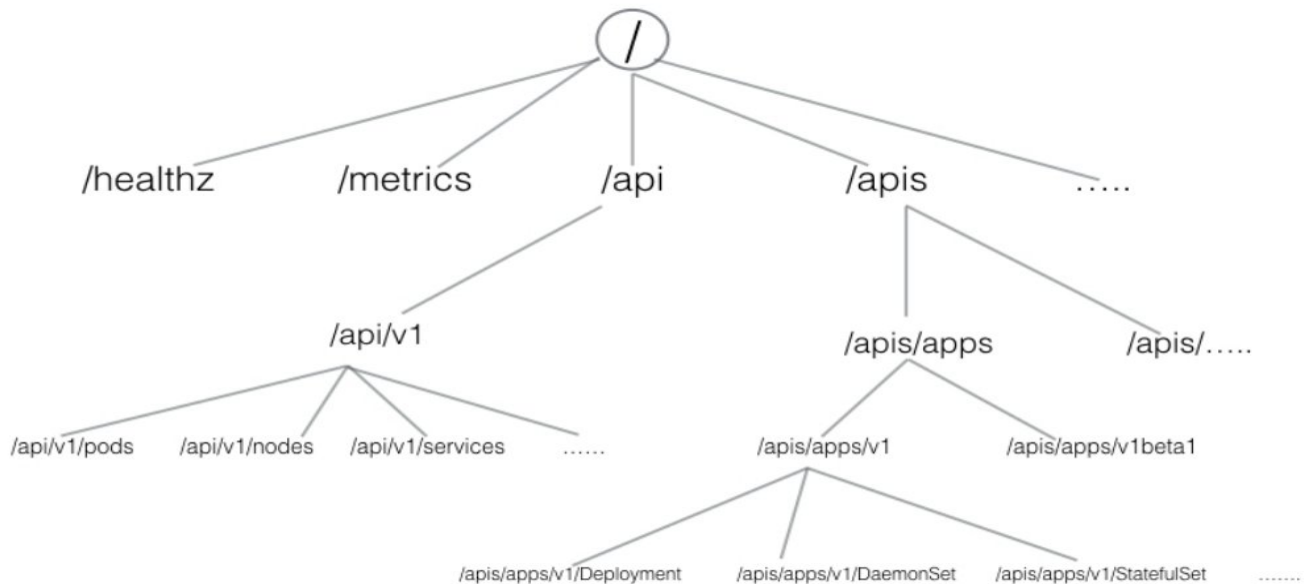 /
/healthz /metrics /api /apis .....
/api/v1 /apis/apps /apis/.....
/api/v1/pods /api/v1/nodes /api/v1/services ...... /apis/apps/v1 /apis/apps/v1beta1
/apis/apps/v1/Deployment /apis/apps/v1/DaemonSet /apis/apps/v1/StatefulSet .......